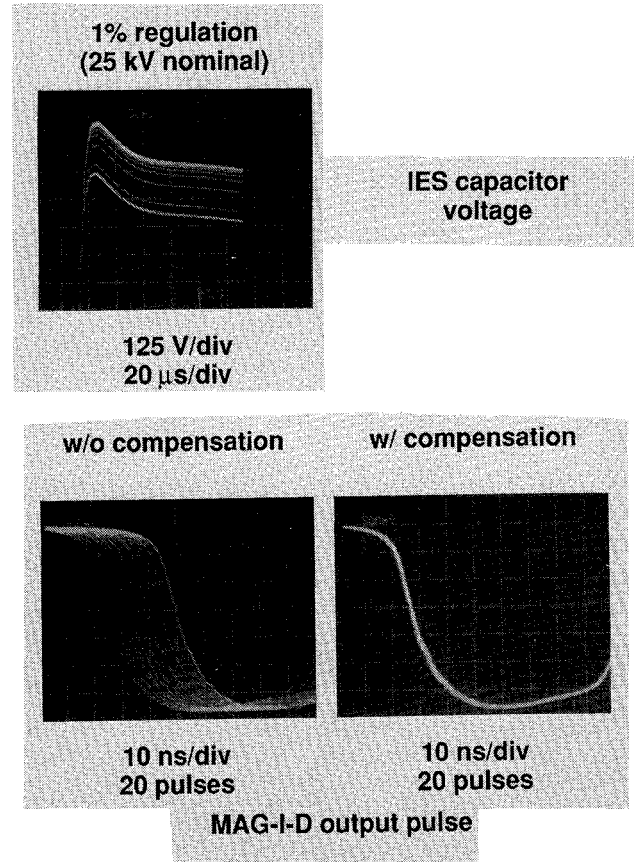 1% regulation
(25 kV nominal)
IES capacitor
voltage
125 V/div
20 µs/div
w/o compensation
w/ compensation
10 ns/div
20 pulses
10 ns/div
20 pulses
MAG-I-D output pulse